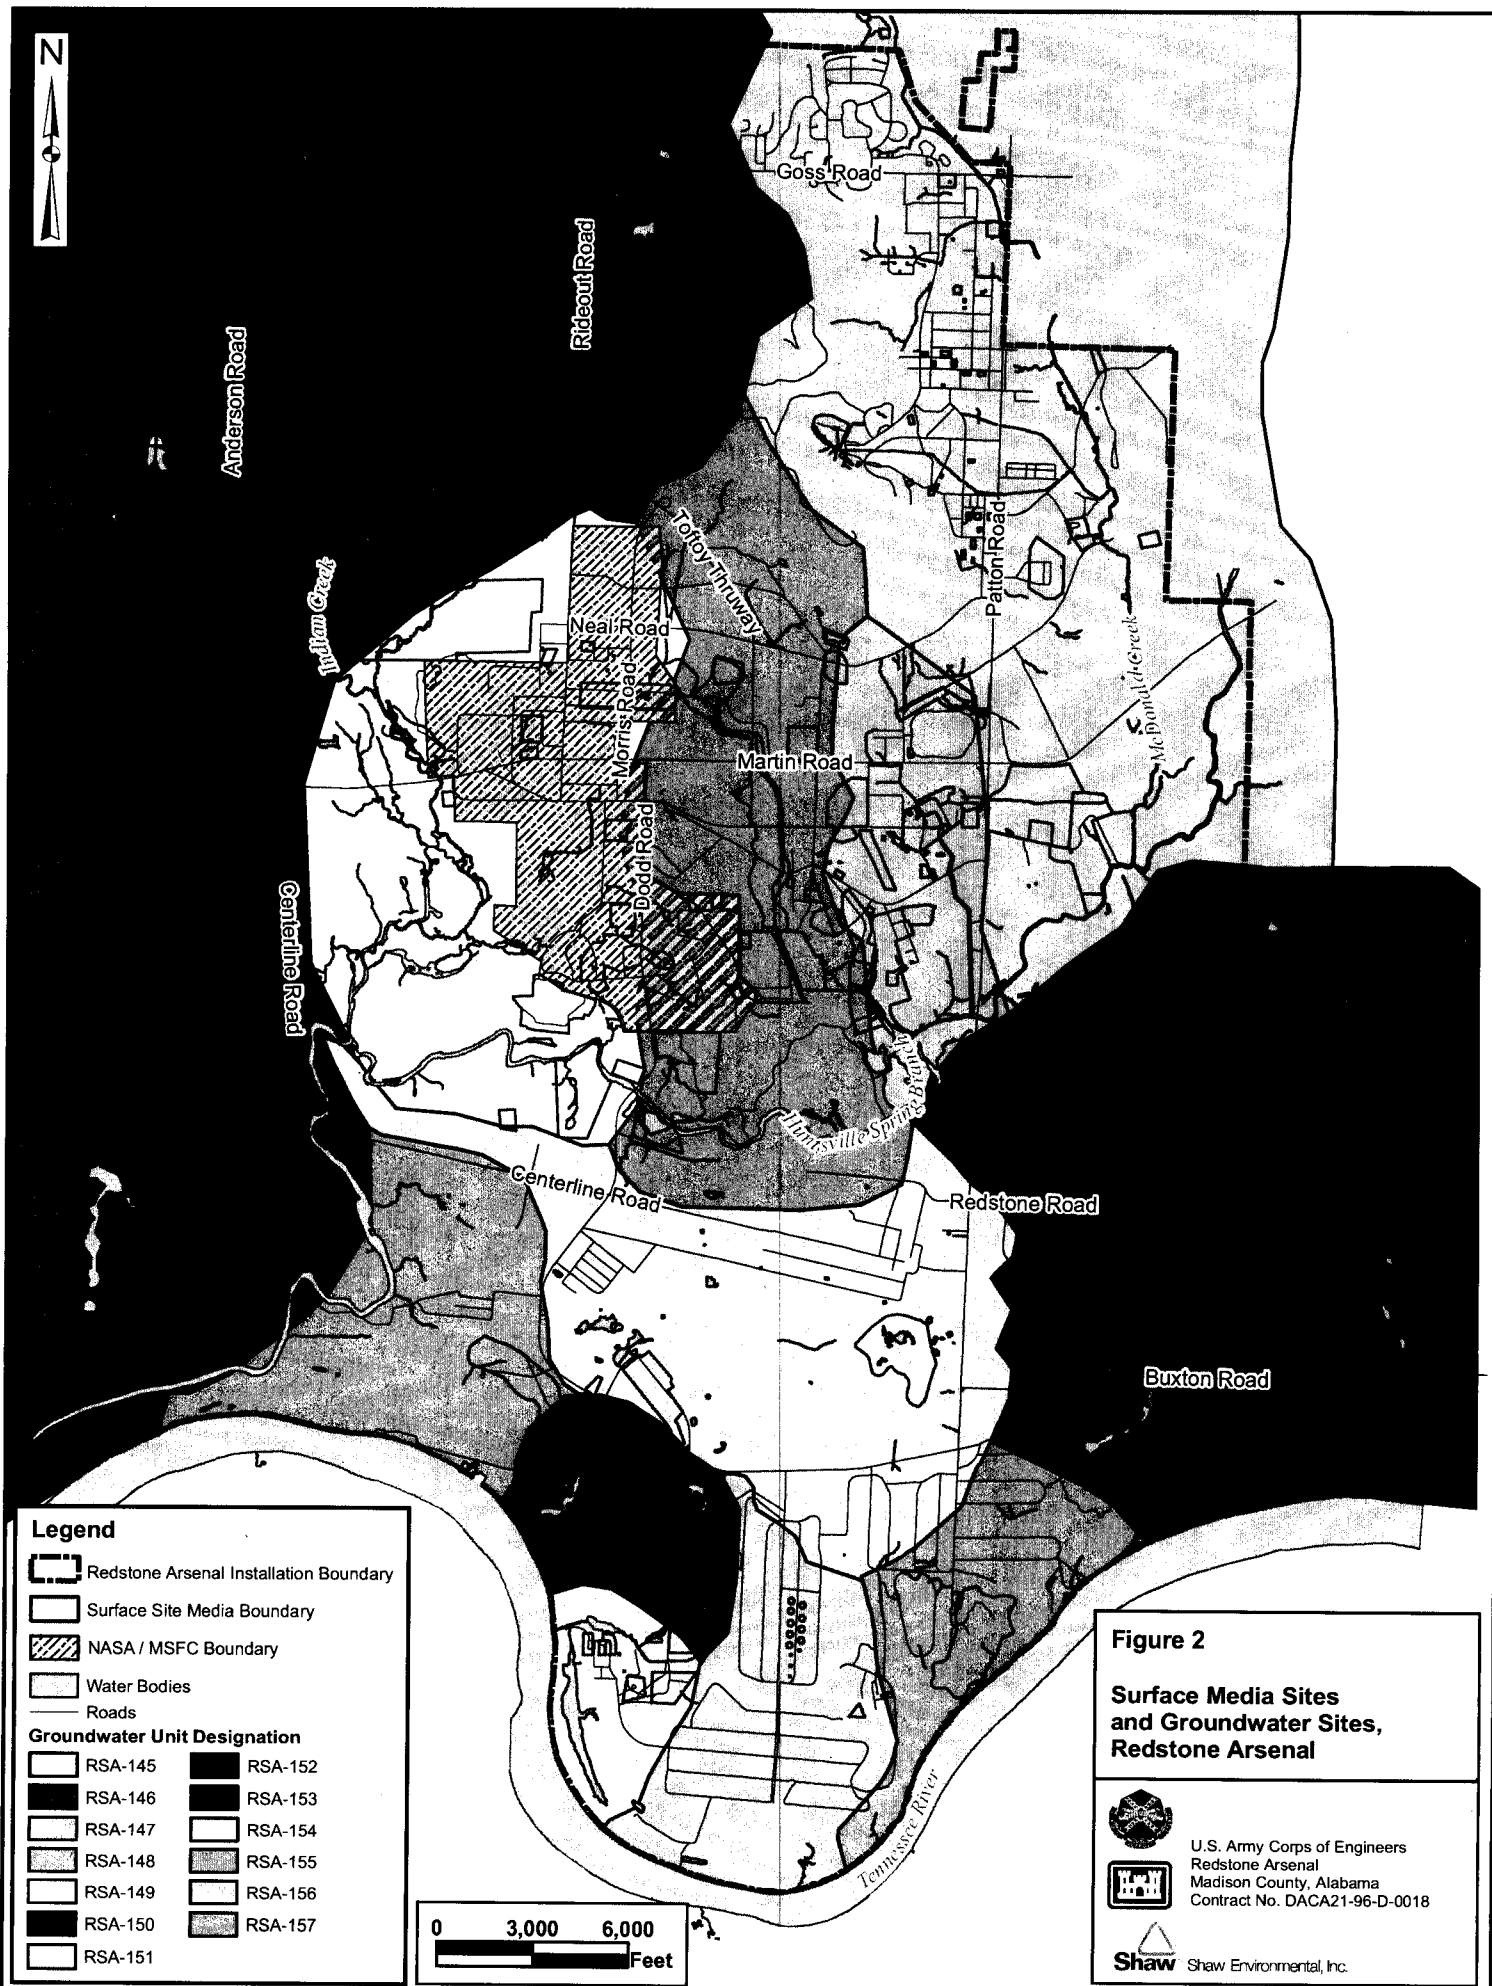 N
Goss Road
Rideout Road
Anderson Road
Toftoy Thruway
Patton Road
Indian Creek
Neal Road
McDonald Creek
Morris Road
Martin Road
Dodd Road
Centerline Road
Huntsville Spring Branch
Centerline Road
Redstone Road
Buxton Road
Tennessee River
Legend
Redstone Arsenal Installation Boundary
Surface Site Media Boundary
NASA / MSFC Boundary
Water Bodies
Roads
Groundwater Unit Designation
RSA-145
RSA-146
RSA-147
RSA-148
RSA-149
RSA-150
RSA-151
RSA-152
RSA-153
RSA-154
RSA-155
RSA-156
RSA-157
0 3,000 6,000
Feet
Figure 2
Surface Media Sites
and Groundwater Sites,
Redstone Arsenal
U.S. Army Corps of Engineers
Redstone Arsenal
Madison County, Alabama
Contract No. DACA21-96-D-0018
Shaw Shaw Environmental, Inc.